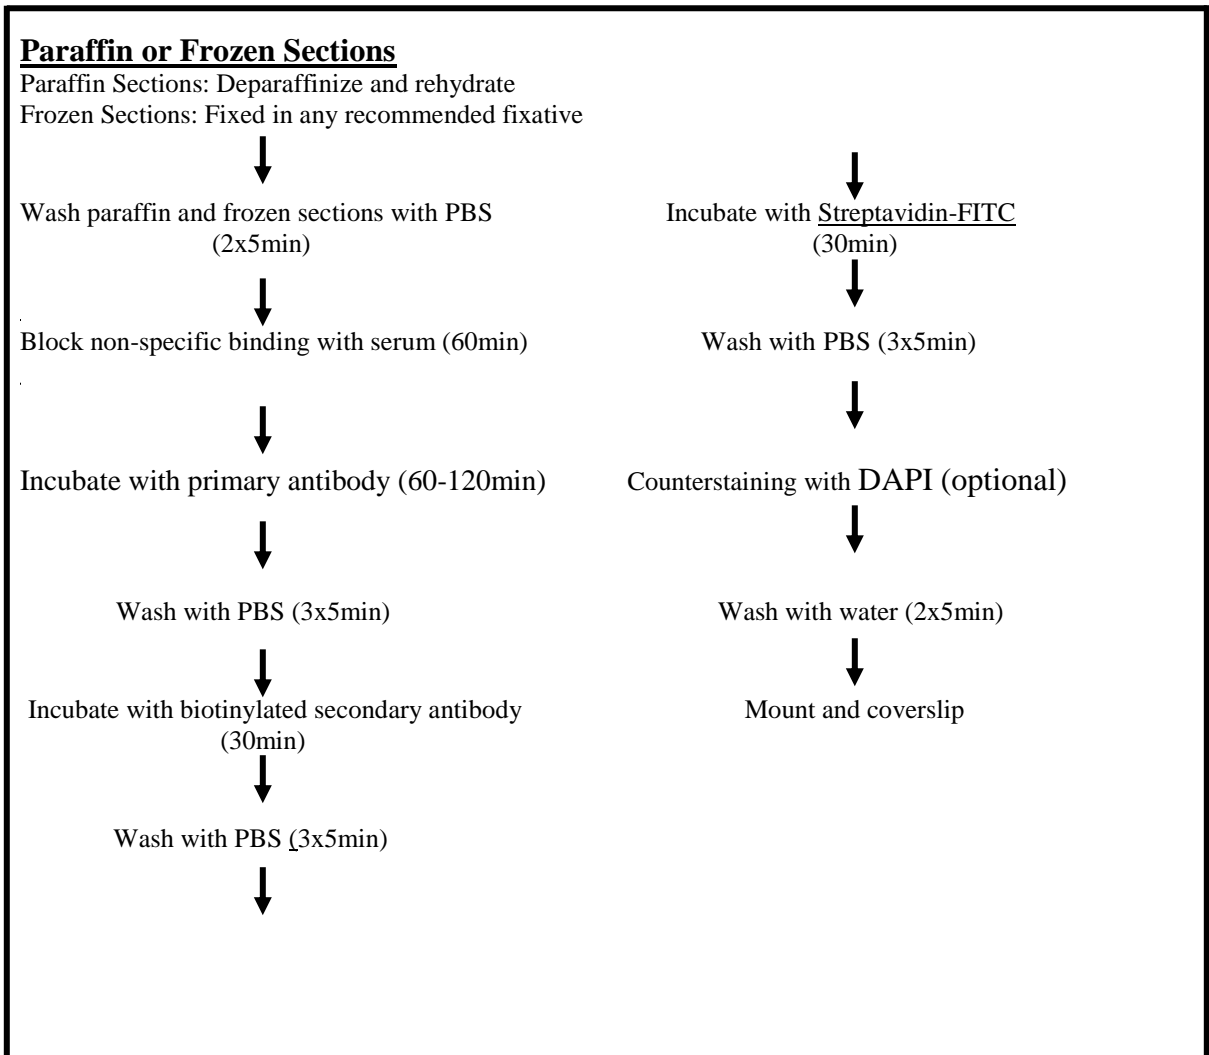 Paraffin or Frozen Sections
Paraffin Sections: Deparaffinize and rehydrate
Frozen Sections: Fixed in any recommended fixative
Wash paraffin and frozen sections with PBS
(2x5min)
Block non-specific binding with serum (60min)
Incubate with primary antibody (60-120min)
Wash with PBS (3x5min)
Incubate with biotinylated secondary antibody
(30min)
Wash with PBS (3x5min)
Incubate with Streptavidin-FITC
(30min)
Wash with PBS (3x5min)
Counterstaining with DAPI (optional)
Wash with water (2x5min)
Mount and coverslip